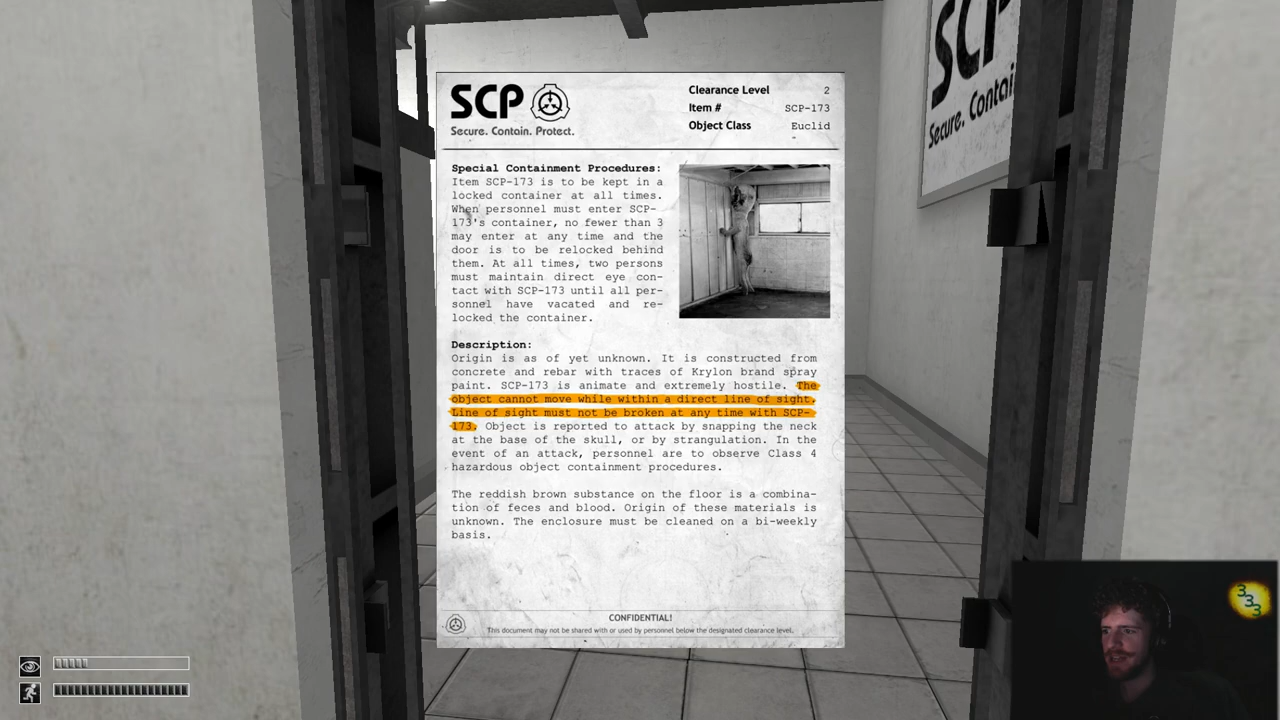 SCP
Secure. Contain. Protect.
Clearance Level 2
Item # SCP-173
Object Class Euclid
Special Containment Procedures:
Item SCP-173 is to be kept in a
locked container at all times.
When personnel must enter SCP-
173's container, no fewer than 3
may enter at any time and the
door is to be relocked behind
them. At all times, two persons
must maintain direct eye con-
tact with SCP-173 until all per-
sonnel have vacated and re-
locked the container.
Description:
Origin is as of yet unknown. It is constructed from
concrete and rebar with traces of Krylon brand spray
paint. SCP-173 is animate and extremely hostile. The
object cannot move while within a direct line of sight.
Line of sight must not be broken at any time with SCP-
173. Object is reported to attack by snapping the neck
at the base of the skull, or by strangulation. In the
event of an attack, personnel are to observe Class 4
hazardous object containment procedures.
The reddish brown substance on the floor is a combina-
tion of feces and blood. Origin of these materials is
unknown. The enclosure must be cleaned on a bi-weekly
basis.
CONFIDENTIAL!
This document may not be shared with or used by personnel below the designated clearance level.
SCP
Secure. Contai
333